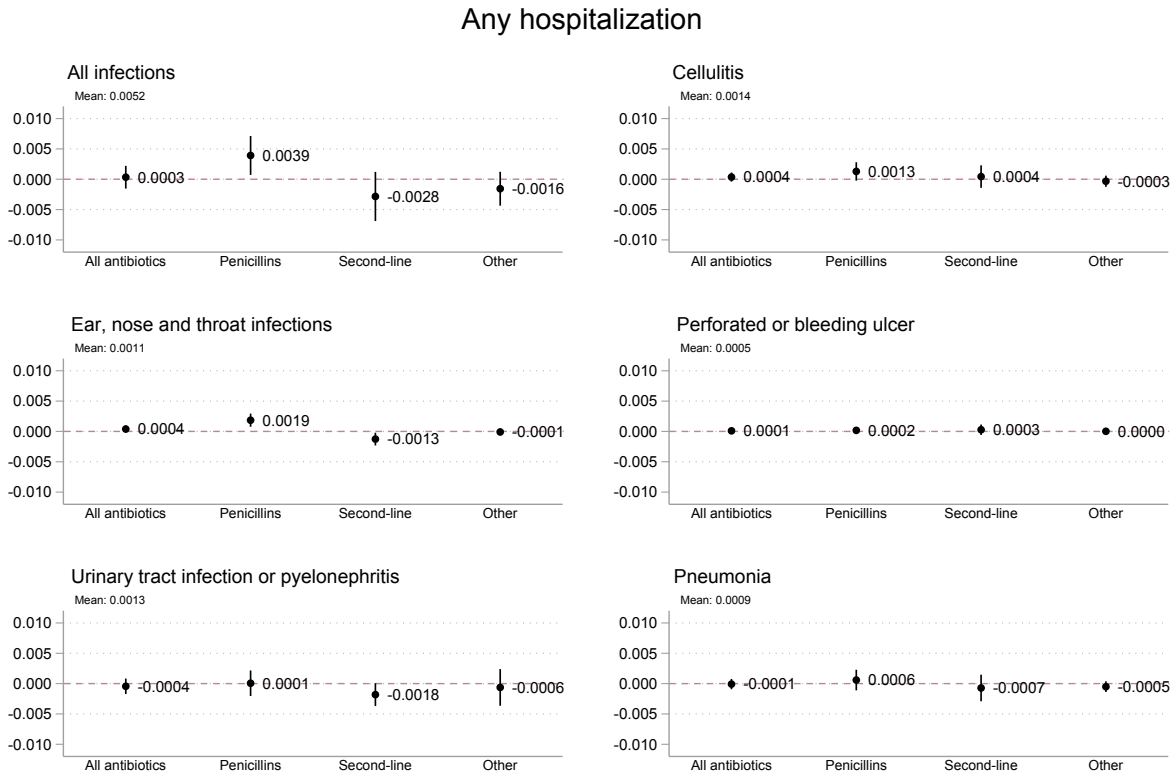 Any hospitalization
All infections
Mean: 0.0052
0.010
0.005
0.000
-0.005
-0.010
0.0003
0.0039
-0.0028
-0.0016
All antibiotics Penicillins Second-line Other
Cellulitis
Mean: 0.0014
0.010
0.005
0.000
-0.005
-0.010
0.0004
0.0013
0.0004
-0.0003
All antibiotics Penicillins Second-line Other
Ear, nose and throat infections
Mean: 0.0011
0.010
0.005
0.000
-0.005
-0.010
0.0004
0.0019
-0.0013
-0.0001
All antibiotics Penicillins Second-line Other
Perforated or bleeding ulcer
Mean: 0.0005
0.010
0.005
0.000
-0.005
-0.010
0.0001
0.0002
0.0003
0.0000
All antibiotics Penicillins Second-line Other
Urinary tract infection or pyelonephritis
Mean: 0.0013
0.010
0.005
0.000
-0.005
-0.010
-0.0004
0.0001
-0.0018
-0.0006
All antibiotics Penicillins Second-line Other
Pneumonia
Mean: 0.0009
0.010
0.005
0.000
-0.005
-0.010
-0.0001
0.0006
-0.0007
-0.0005
All antibiotics Penicillins Second-line Other